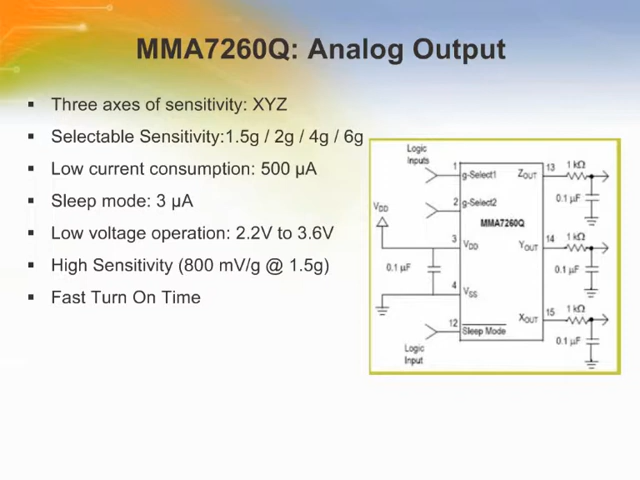 MMA7260Q: Analog Output
▪ Three axes of sensitivity: XYZ
▪ Selectable Sensitivity:1.5g / 2g / 4g / 6g
▪ Low current consumption: 500 µA
▪ Sleep mode: 3 µA
▪ Low voltage operation: 2.2V to 3.6V
▪ High Sensitivity (800 mV/g @ 1.5g)
▪ Fast Turn On Time
Logic
Inputs
1 g-Select1
ZOUT 13 1 kΩ
0.1 µF
2 g-Select2
VDD
MMA7260Q
3 VDD
YOUT 14 1 kΩ
0.1 µF
0.1 µF
4 VSS
XOUT 15 1 kΩ
12 Sleep Mode
0.1 µF
Logic
Input